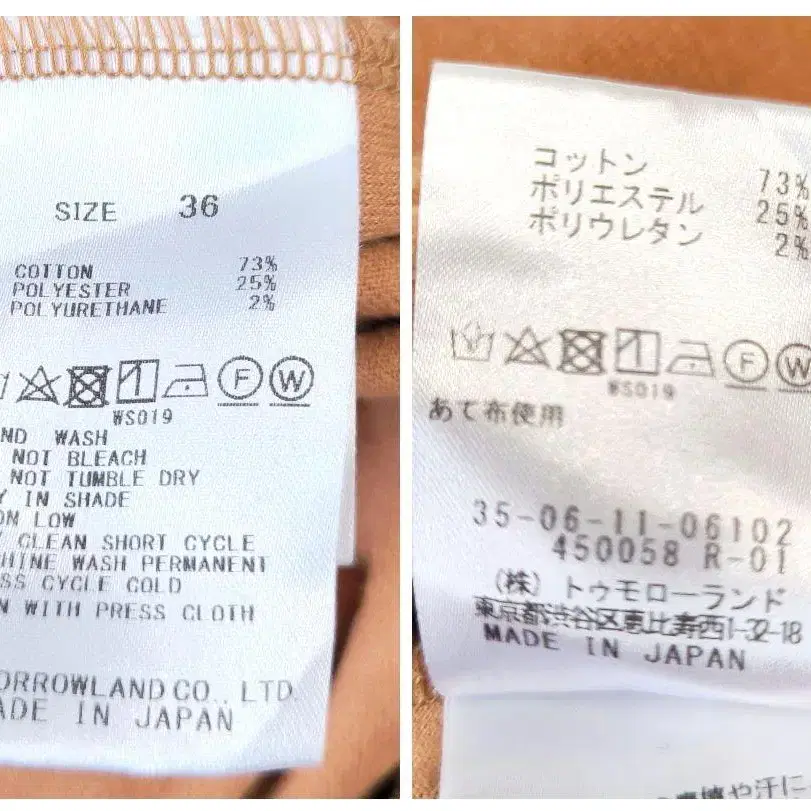 SIZE 36
COTTON 73%
POLYESTER 25%
POLYURETHANE 2%
F W
WS019
ND WASH
NOT BLEACH
NOT TUMBLE DRY
Y IN SHADE
ON LOW
Y CLEAN SHORT CYCLE
HINE WASH PERMANENT
SS CYCLE COLD
N WITH PRESS CLOTH
ORROWLAND CO., LTD.
ADE IN JAPAN
コットン 73%
ポリエステル 25%
ポリウレタン 2%
F W
WS019
あて布使用
35-06-11-06102
450058 R-01
(株) トゥモローランド
東京都渋谷区恵比寿西1-32-18
MADE IN JAPAN
や汗に